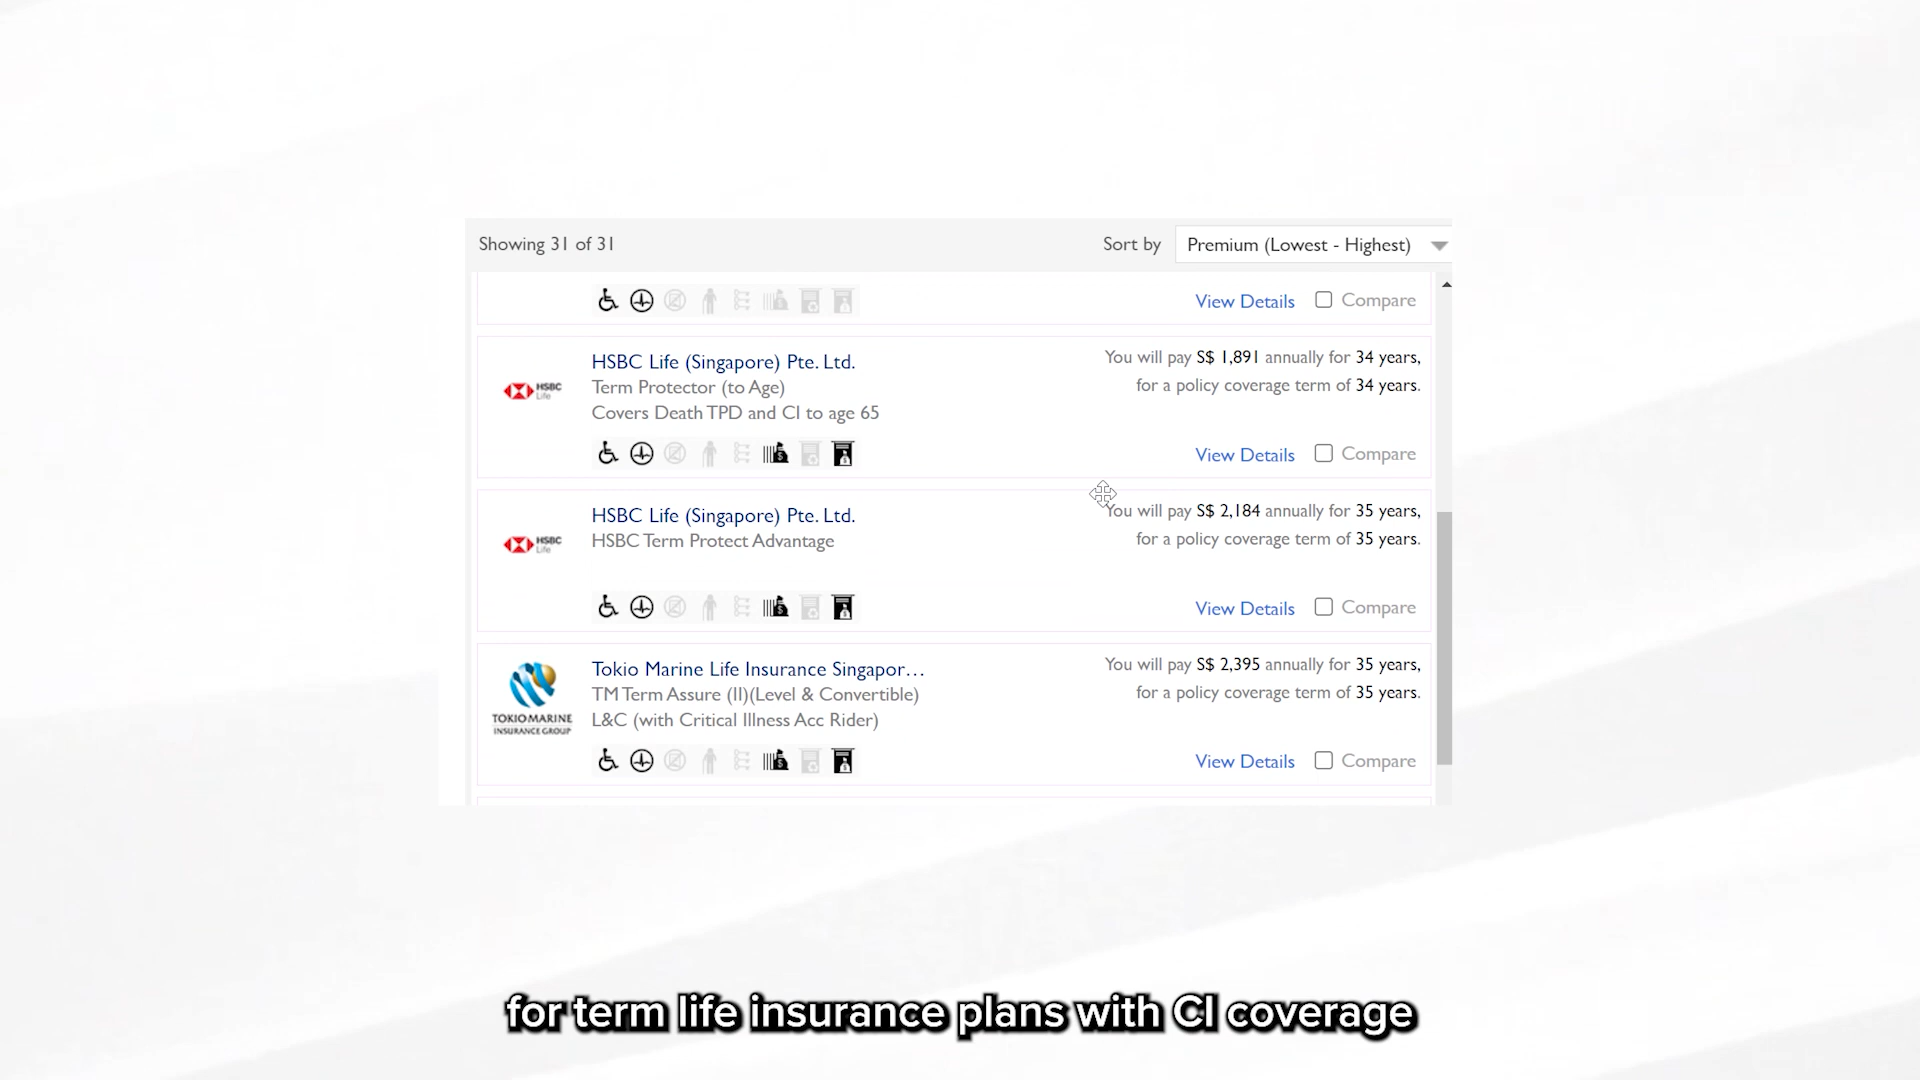 Showing 31 of 31
Sort by
Premium (Lowest - Highest)
View Details
Compare
HSBC Life
HSBC Life (Singapore) Pte. Ltd.
Term Protector (to Age)
Covers Death TPD and CI to age 65
You will pay S$ 1,891 annually for 34 years,
for a policy coverage term of 34 years.
View Details
Compare
HSBC Life
HSBC Life (Singapore) Pte. Ltd.
HSBC Term Protect Advantage
You will pay S$ 2,184 annually for 35 years,
for a policy coverage term of 35 years.
View Details
Compare
TOKIO MARINE
INSURANCE GROUP
Tokio Marine Life Insurance Singapor…
TM Term Assure (II)(Level & Convertible)
L&C (with Critical Illness Acc Rider)
You will pay S$ 2,395 annually for 35 years,
for a policy coverage term of 35 years.
View Details
Compare
for term life insurance plans with CI coverage